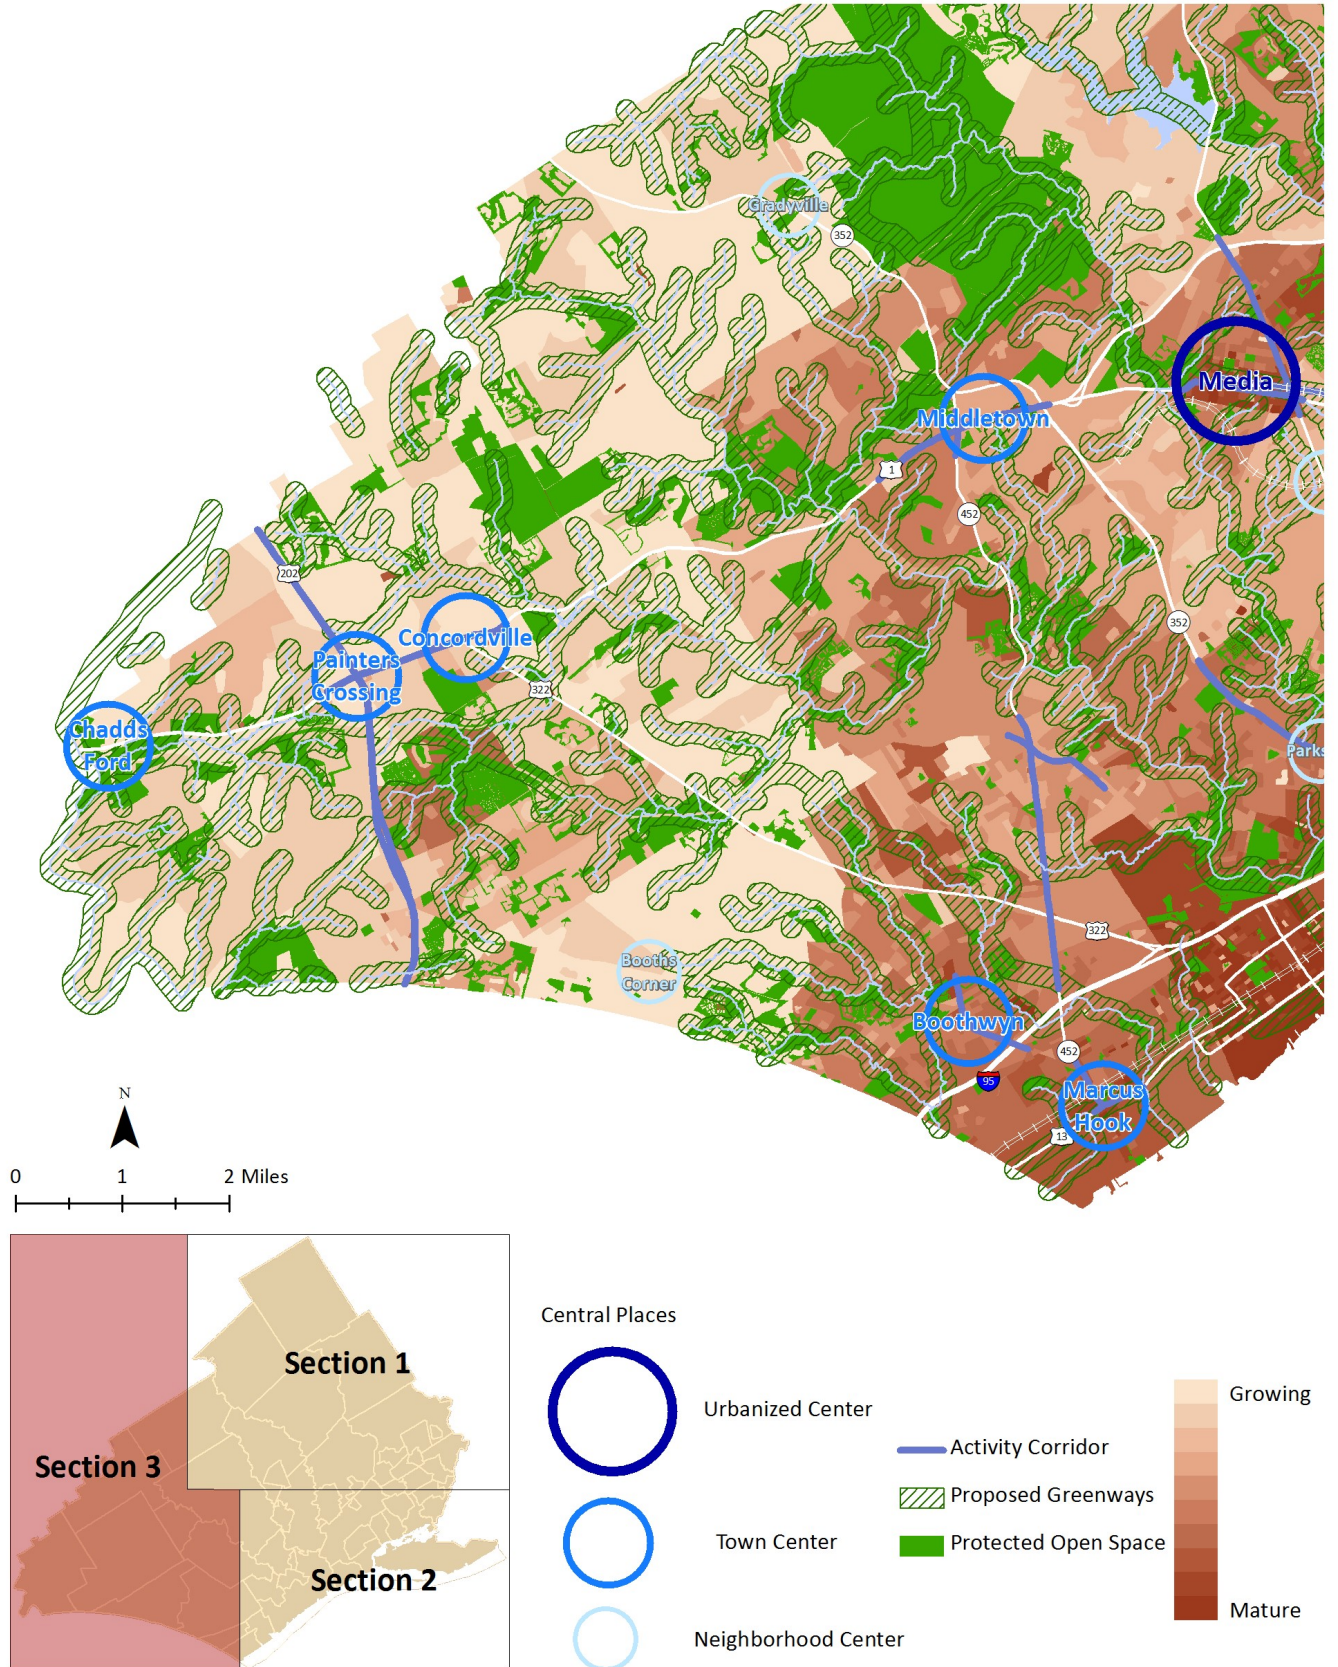 Gradyville
352
Media
Middletown
1
452
202
Concordville
Painters
Crossing
352
322
Chadds
Ford
Parks
322
Booths
Corner
Boothwyn
452
95
Marcus
Hook
13
N
0 1 2 Miles
Section 1
Section 3
Section 2
Central Places
Urbanized Center
Town Center
Neighborhood Center
Activity Corridor
Proposed Greenways
Protected Open Space
Growing
Mature